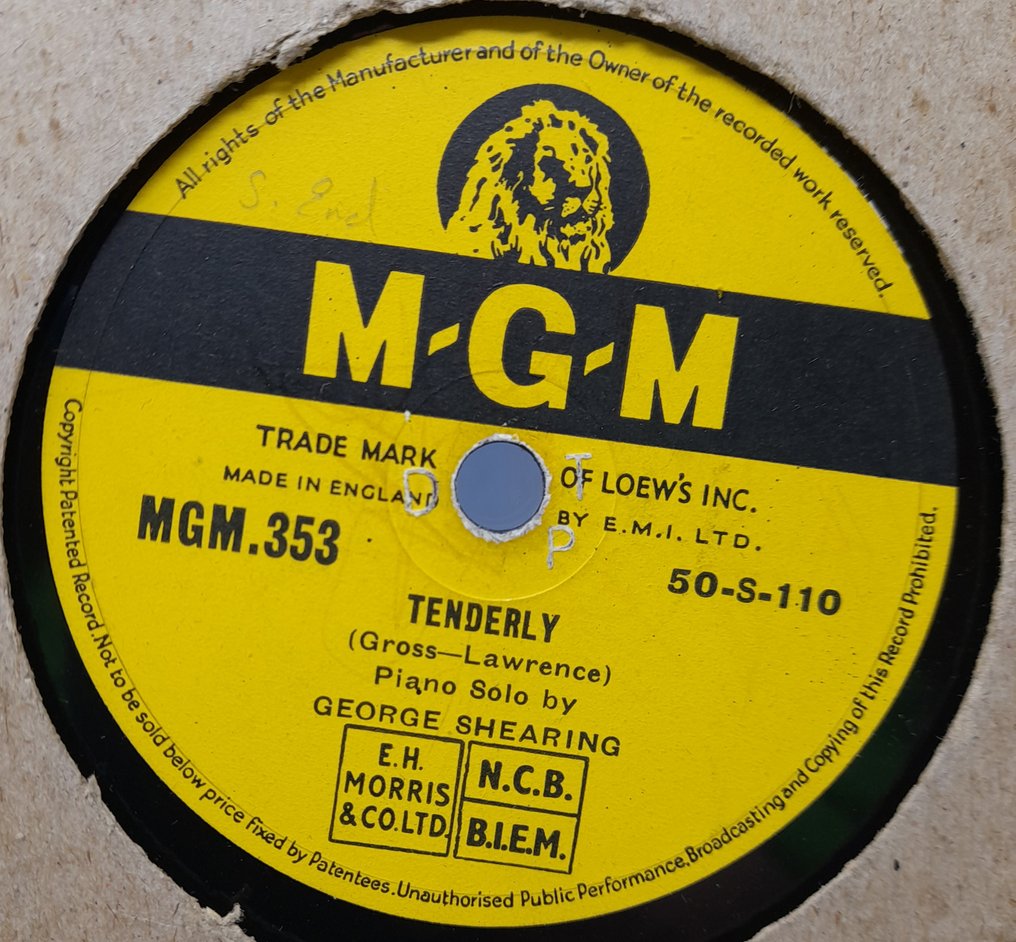 All rights of the Manufacturer and of the Owner of the recorded work reserved.
S. End
M-G-M
TRADE MARK OF LOEW'S INC.
MADE IN ENGLAND BY E.M.I. LTD.
D T
P
MGM.353
50-S-110
TENDERLY
(Gross—Lawrence)
Piano Solo by
GEORGE SHEARING
E.H.
MORRIS
& CO. LTD.
N.C.B.
B.I.E.M.
Copyright Patented Record. Not to be sold below price fixed by Patentees. Unauthorised Public Performance, Broadcasting and Copying of this Record Prohibited.